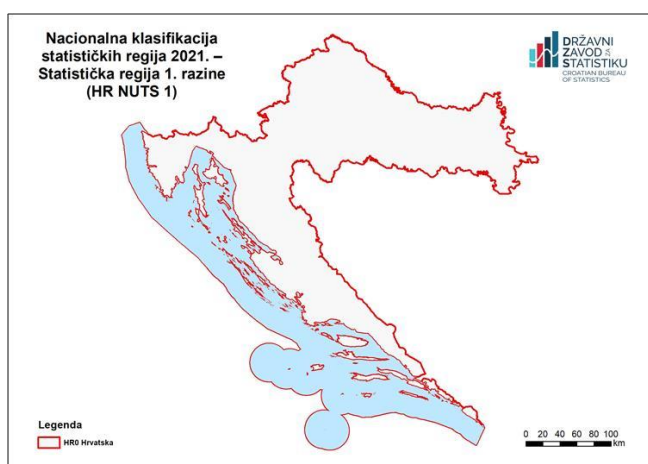 Nacionalna klasifikacija
statističkih regija 2021. –
Statistička regija 1. razine
(HR NUTS 1)
DRŽAVNI
ZAVOD ZA
STATISTIKU
CROATIAN BUREAU
OF STATISTICS
Legenda
HR0 Hrvatska
0 20 40 60 80 100
km